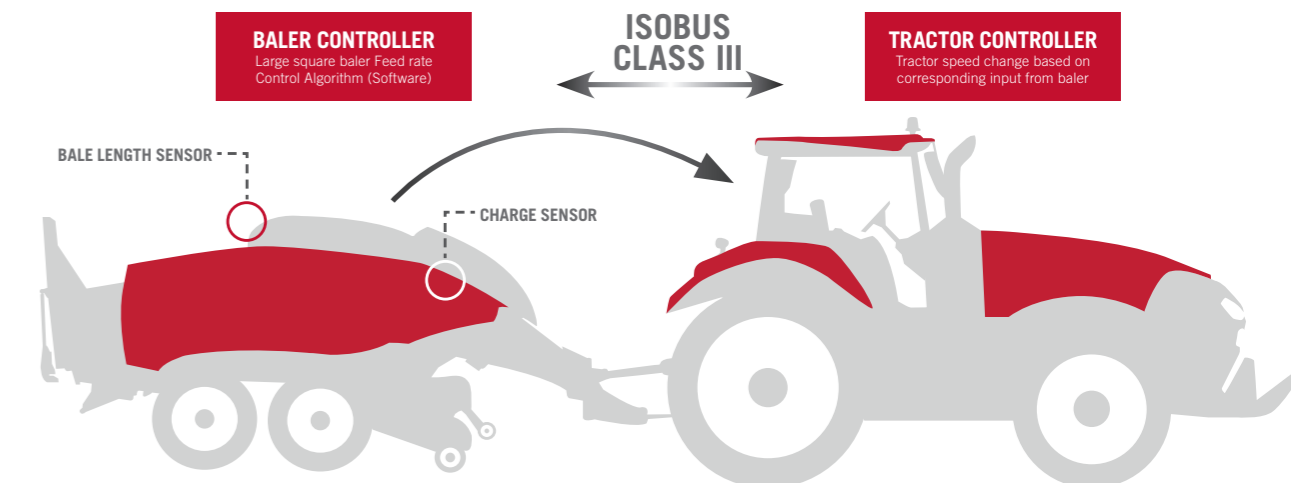 BALER CONTROLLER
Large square baler Feed rate
Control Algorithm (Software)
ISOBUS
CLASS III
TRACTOR CONTROLLER
Tractor speed change based on
corresponding input from baler
BALE LENGTH SENSOR
CHARGE SENSOR